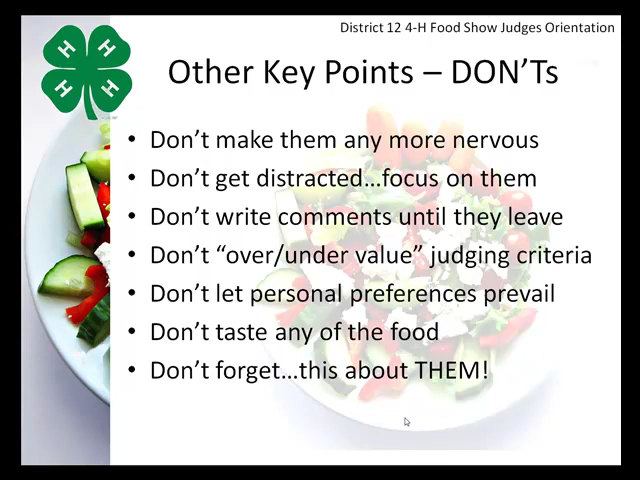 District 12 4-H Food Show Judges Orientation
H H
H H
Other Key Points – DON'Ts
• Don't make them any more nervous
• Don't get distracted...focus on them
• Don't write comments until they leave
• Don't “over/under value” judging criteria
• Don't let personal preferences prevail
• Don't taste any of the food
• Don't forget...this about THEM!